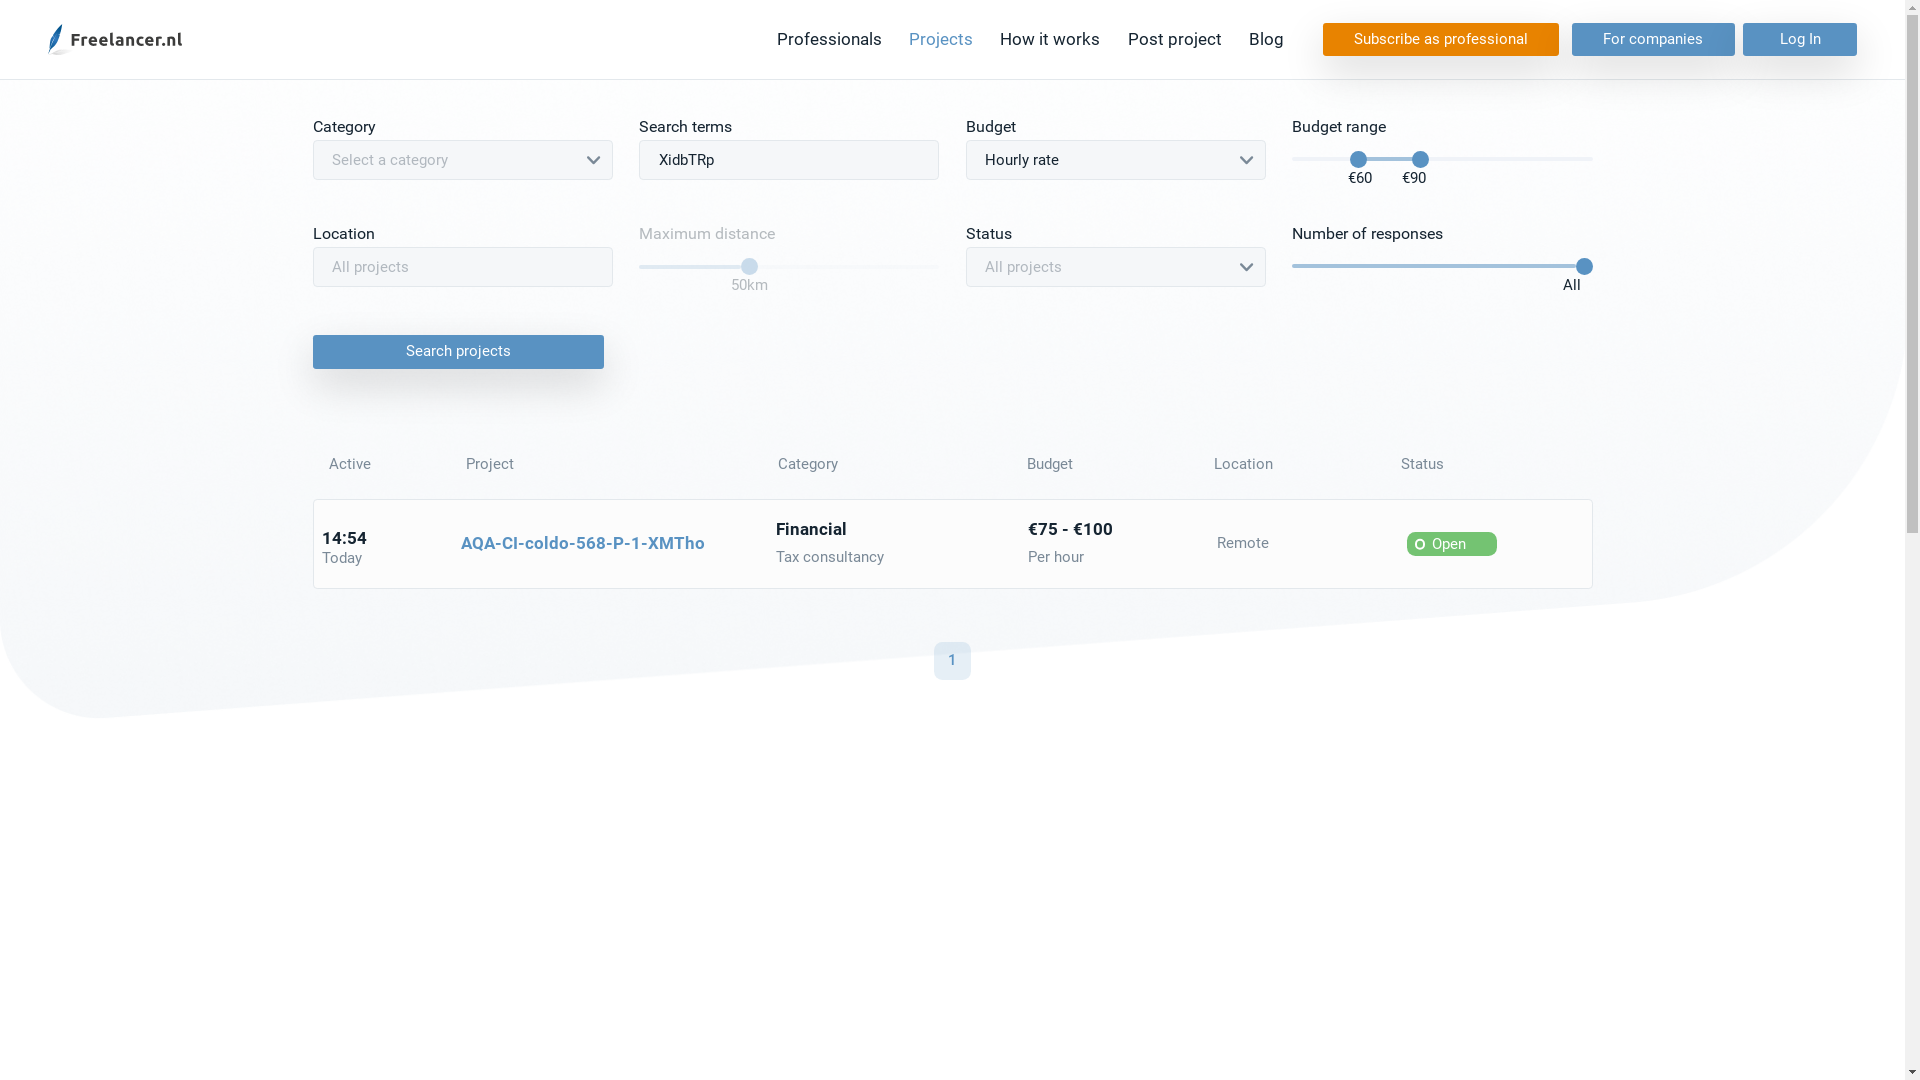 Freelancer.nl
Professionals
Projects
How it works
Post project
Blog
Subscribe as professional
For companies
Log In
Category
Search terms
Budget
Budget range
Select a category
XidbTRp
Hourly rate
€60
€90
Location
Maximum distance
Status
Number of responses
All projects
50km
All projects
All
Search projects
Active
Project
Category
Budget
Location
Status
14:54
Today
AQA-CI-coldo-568-P-1-XMTho
Financial
Tax consultancy
€75 - €100
Per hour
Remote
Open
1